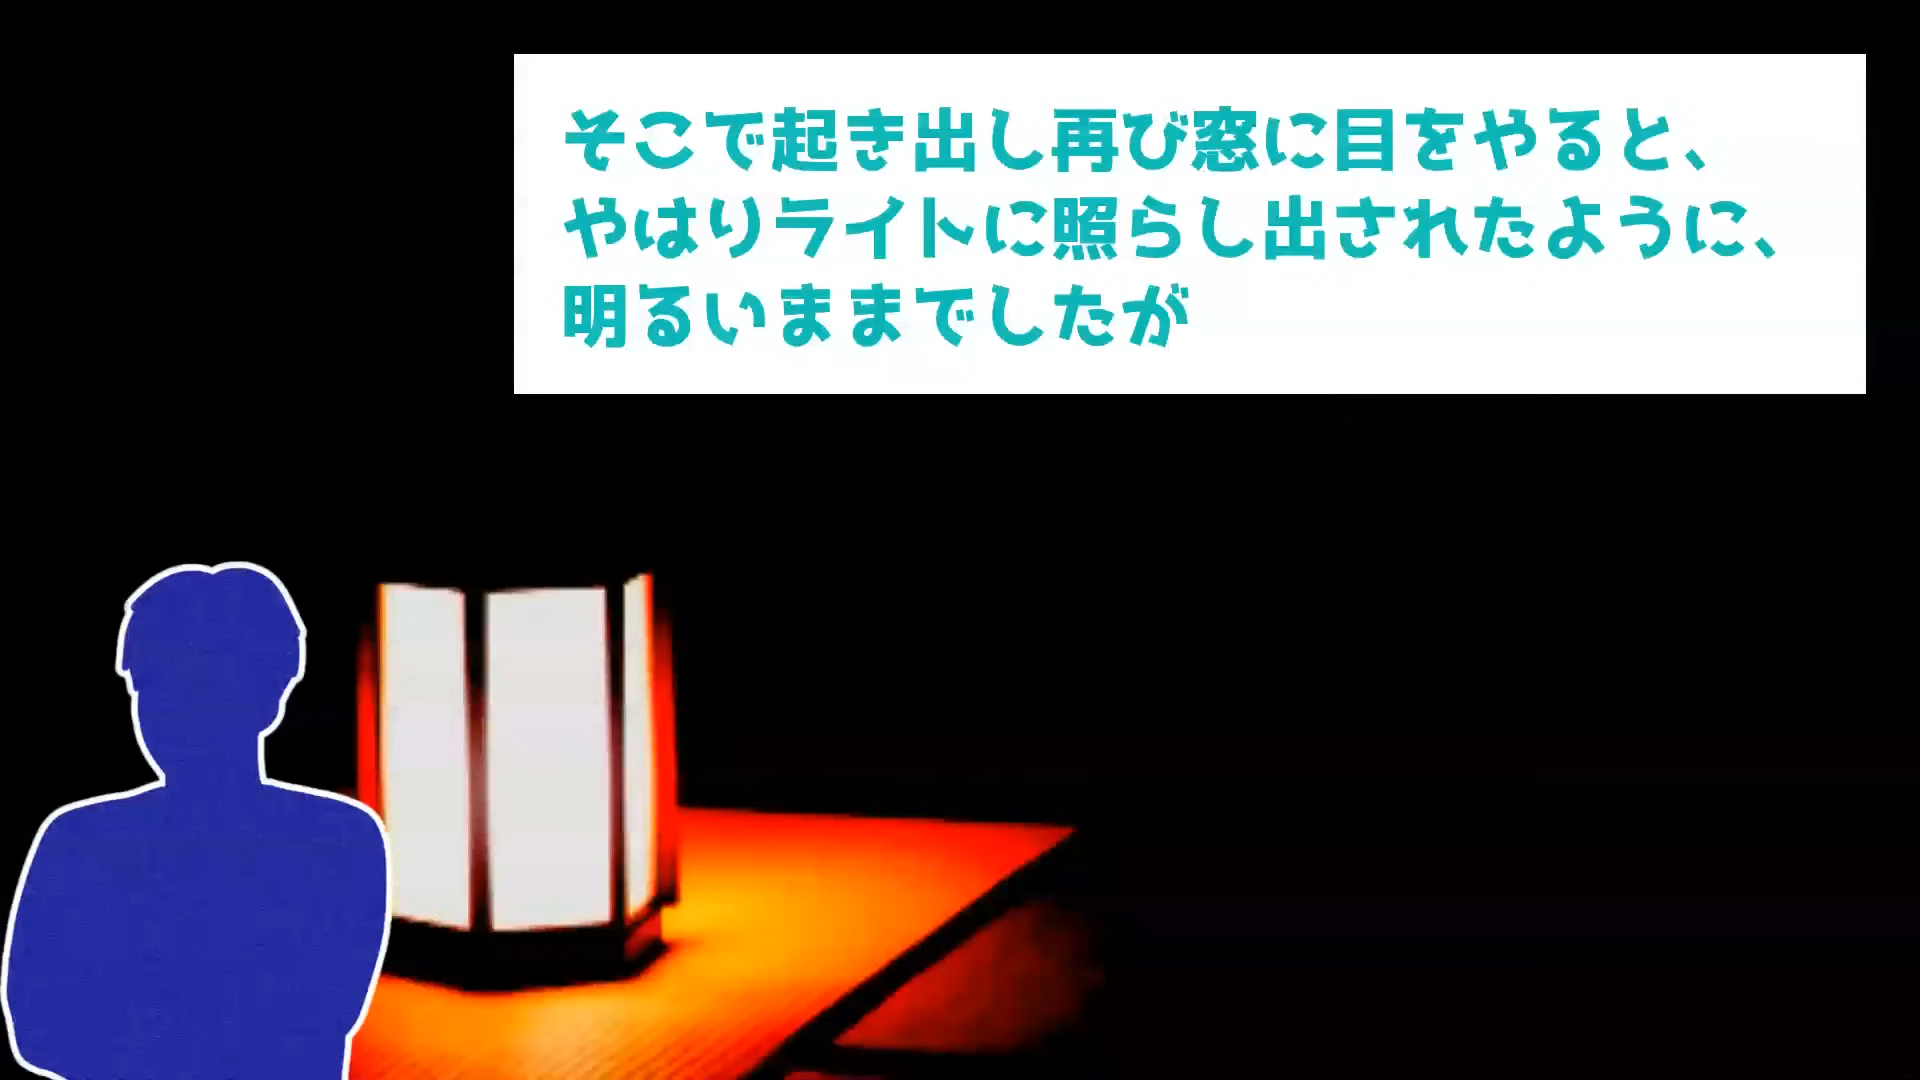 そこで起き出し再び窓に目をやると、
やはりライトに照らし出されたように、
明るいままでしたが